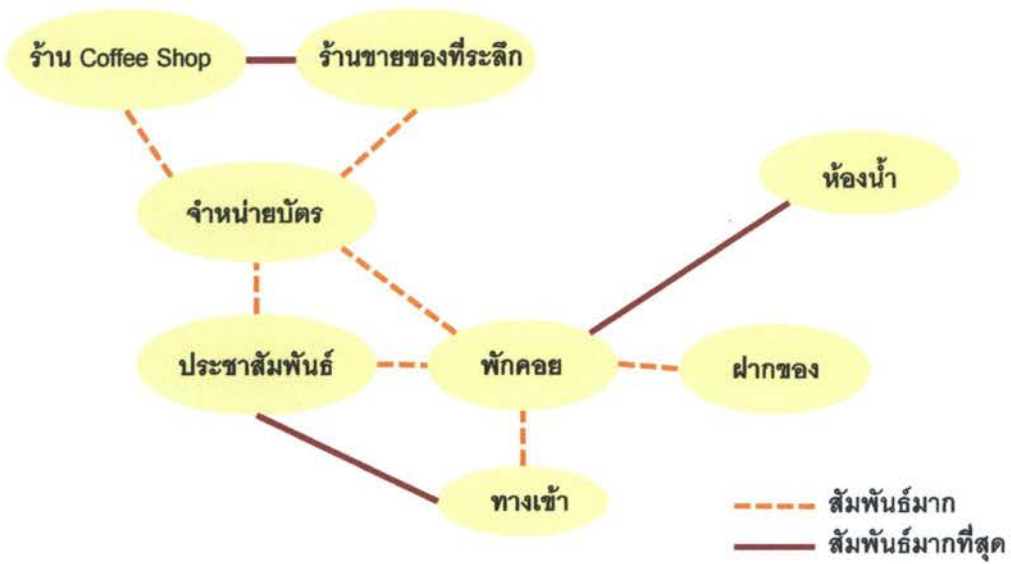 ร้าน Coffee Shop
ร้านขายของที่ระลึก
ห้องน้ำ
จำหน่ายบัตร
ประชาสัมพันธ์
พักคอย
ฝากของ
ทางเข้า
สัมพันธ์มาก
สัมพันธ์มากที่สุด